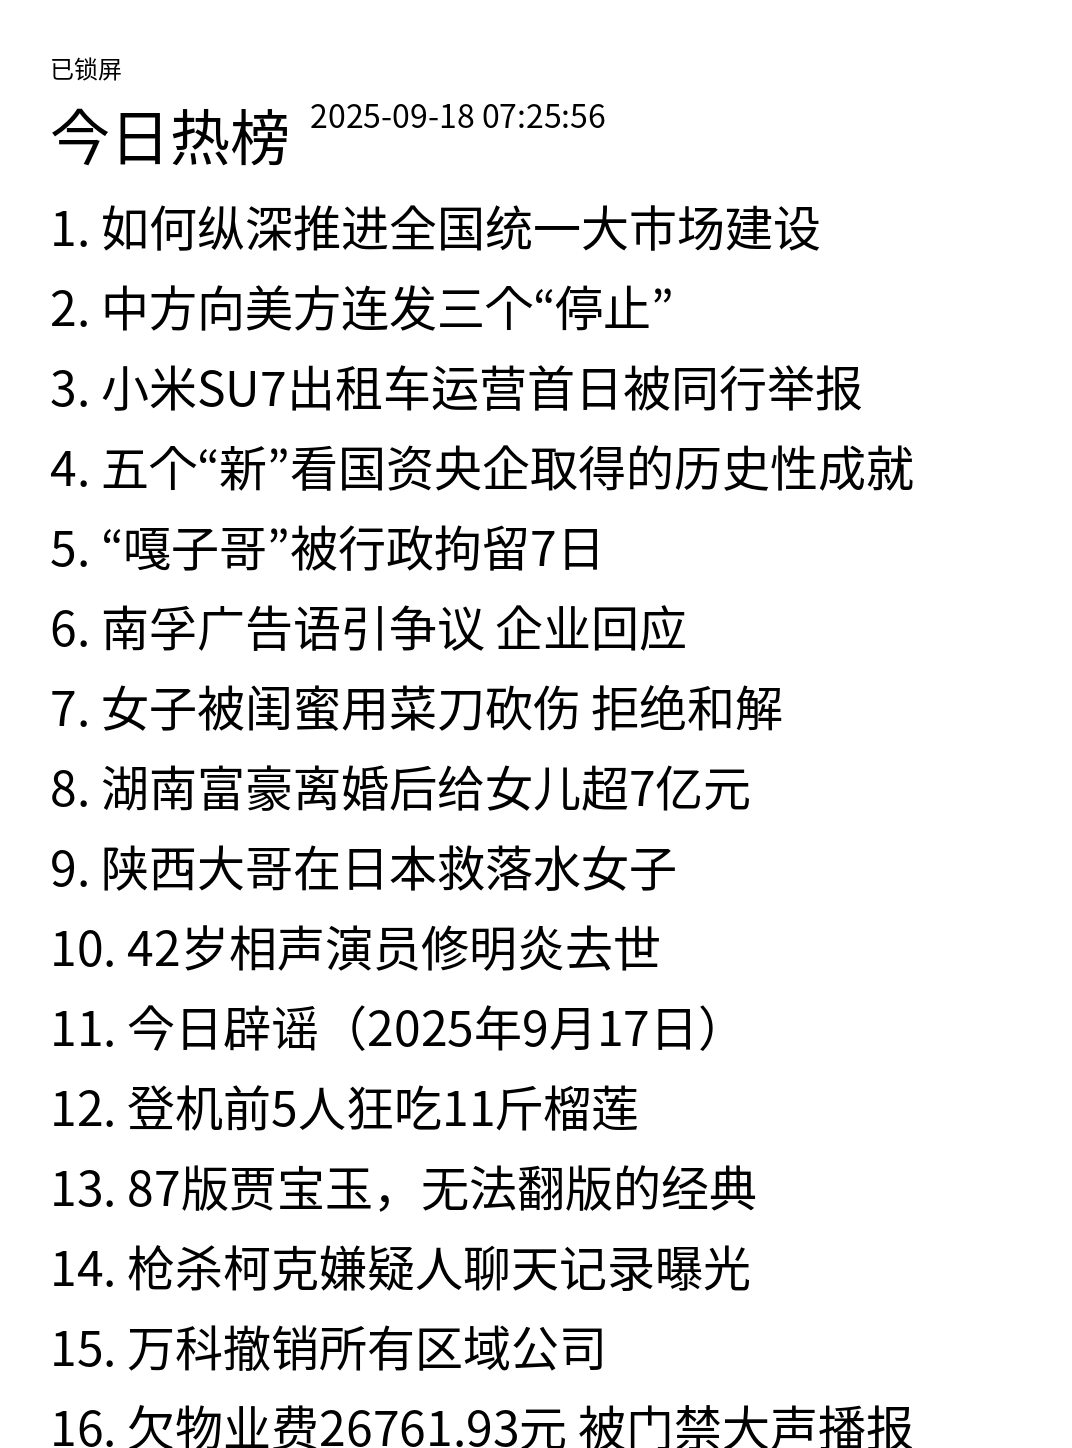 已锁屏
今日热榜 2025-09-18 07:25:56
1. 如何纵深推进全国统一大市场建设
2. 中方向美方连发三个“停止”
3. 小米SU7出租车运营首日被同行举报
4. 五个“新”看国资央企取得的历史性成就
5. “嘎子哥”被行政拘留7日
6. 南孚广告语引争议 企业回应
7. 女子被闺蜜用菜刀砍伤 拒绝和解
8. 湖南富豪离婚后给女儿超7亿元
9. 陕西大哥在日本救落水女子
10. 42岁相声演员修明炎去世
11. 今日辟谣（2025年9月17日）
12. 登机前5人狂吃11斤榴莲
13. 87版贾宝玉，无法翻版的经典
14. 枪杀柯克嫌疑人聊天记录曝光
15. 万科撤销所有区域公司
16. 欠物业费26761.93元 被门禁大声播报